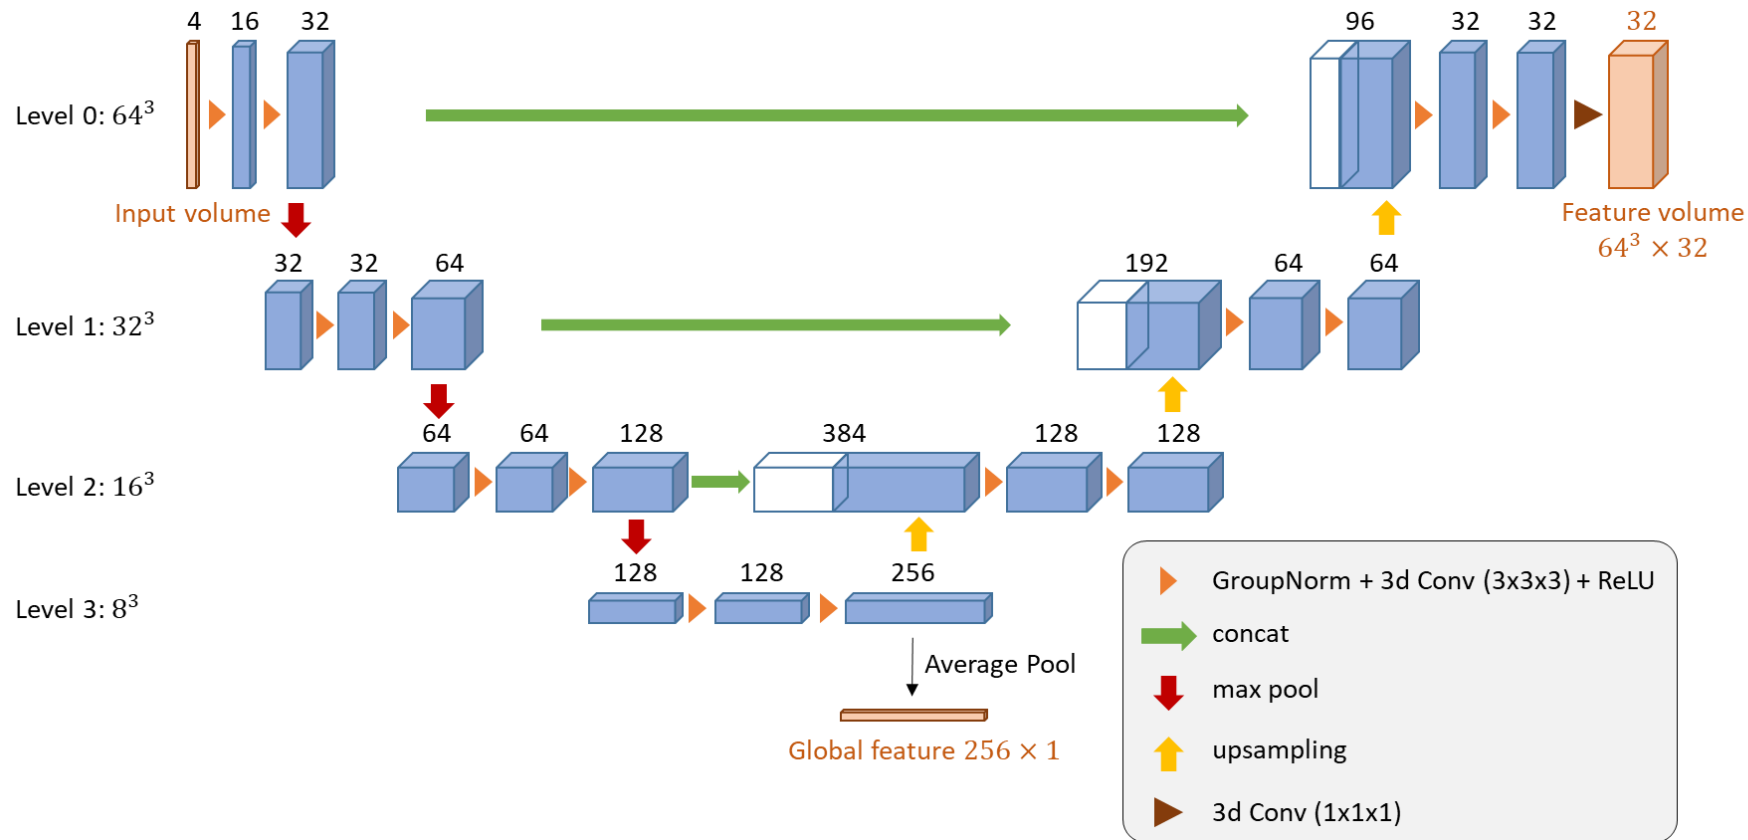 4 16 32 96 32 32 32
Level 0: 64³
Input volume
Feature volume
64³ × 32
32 32 64 192 64 64
Level 1: 32³
64 64 128 384 128 128
Level 2: 16³
128 128 256
Level 3: 8³
Average Pool
Global feature 256 × 1
GroupNorm + 3d Conv (3x3x3) + ReLU
concat
max pool
upsampling
3d Conv (1x1x1)